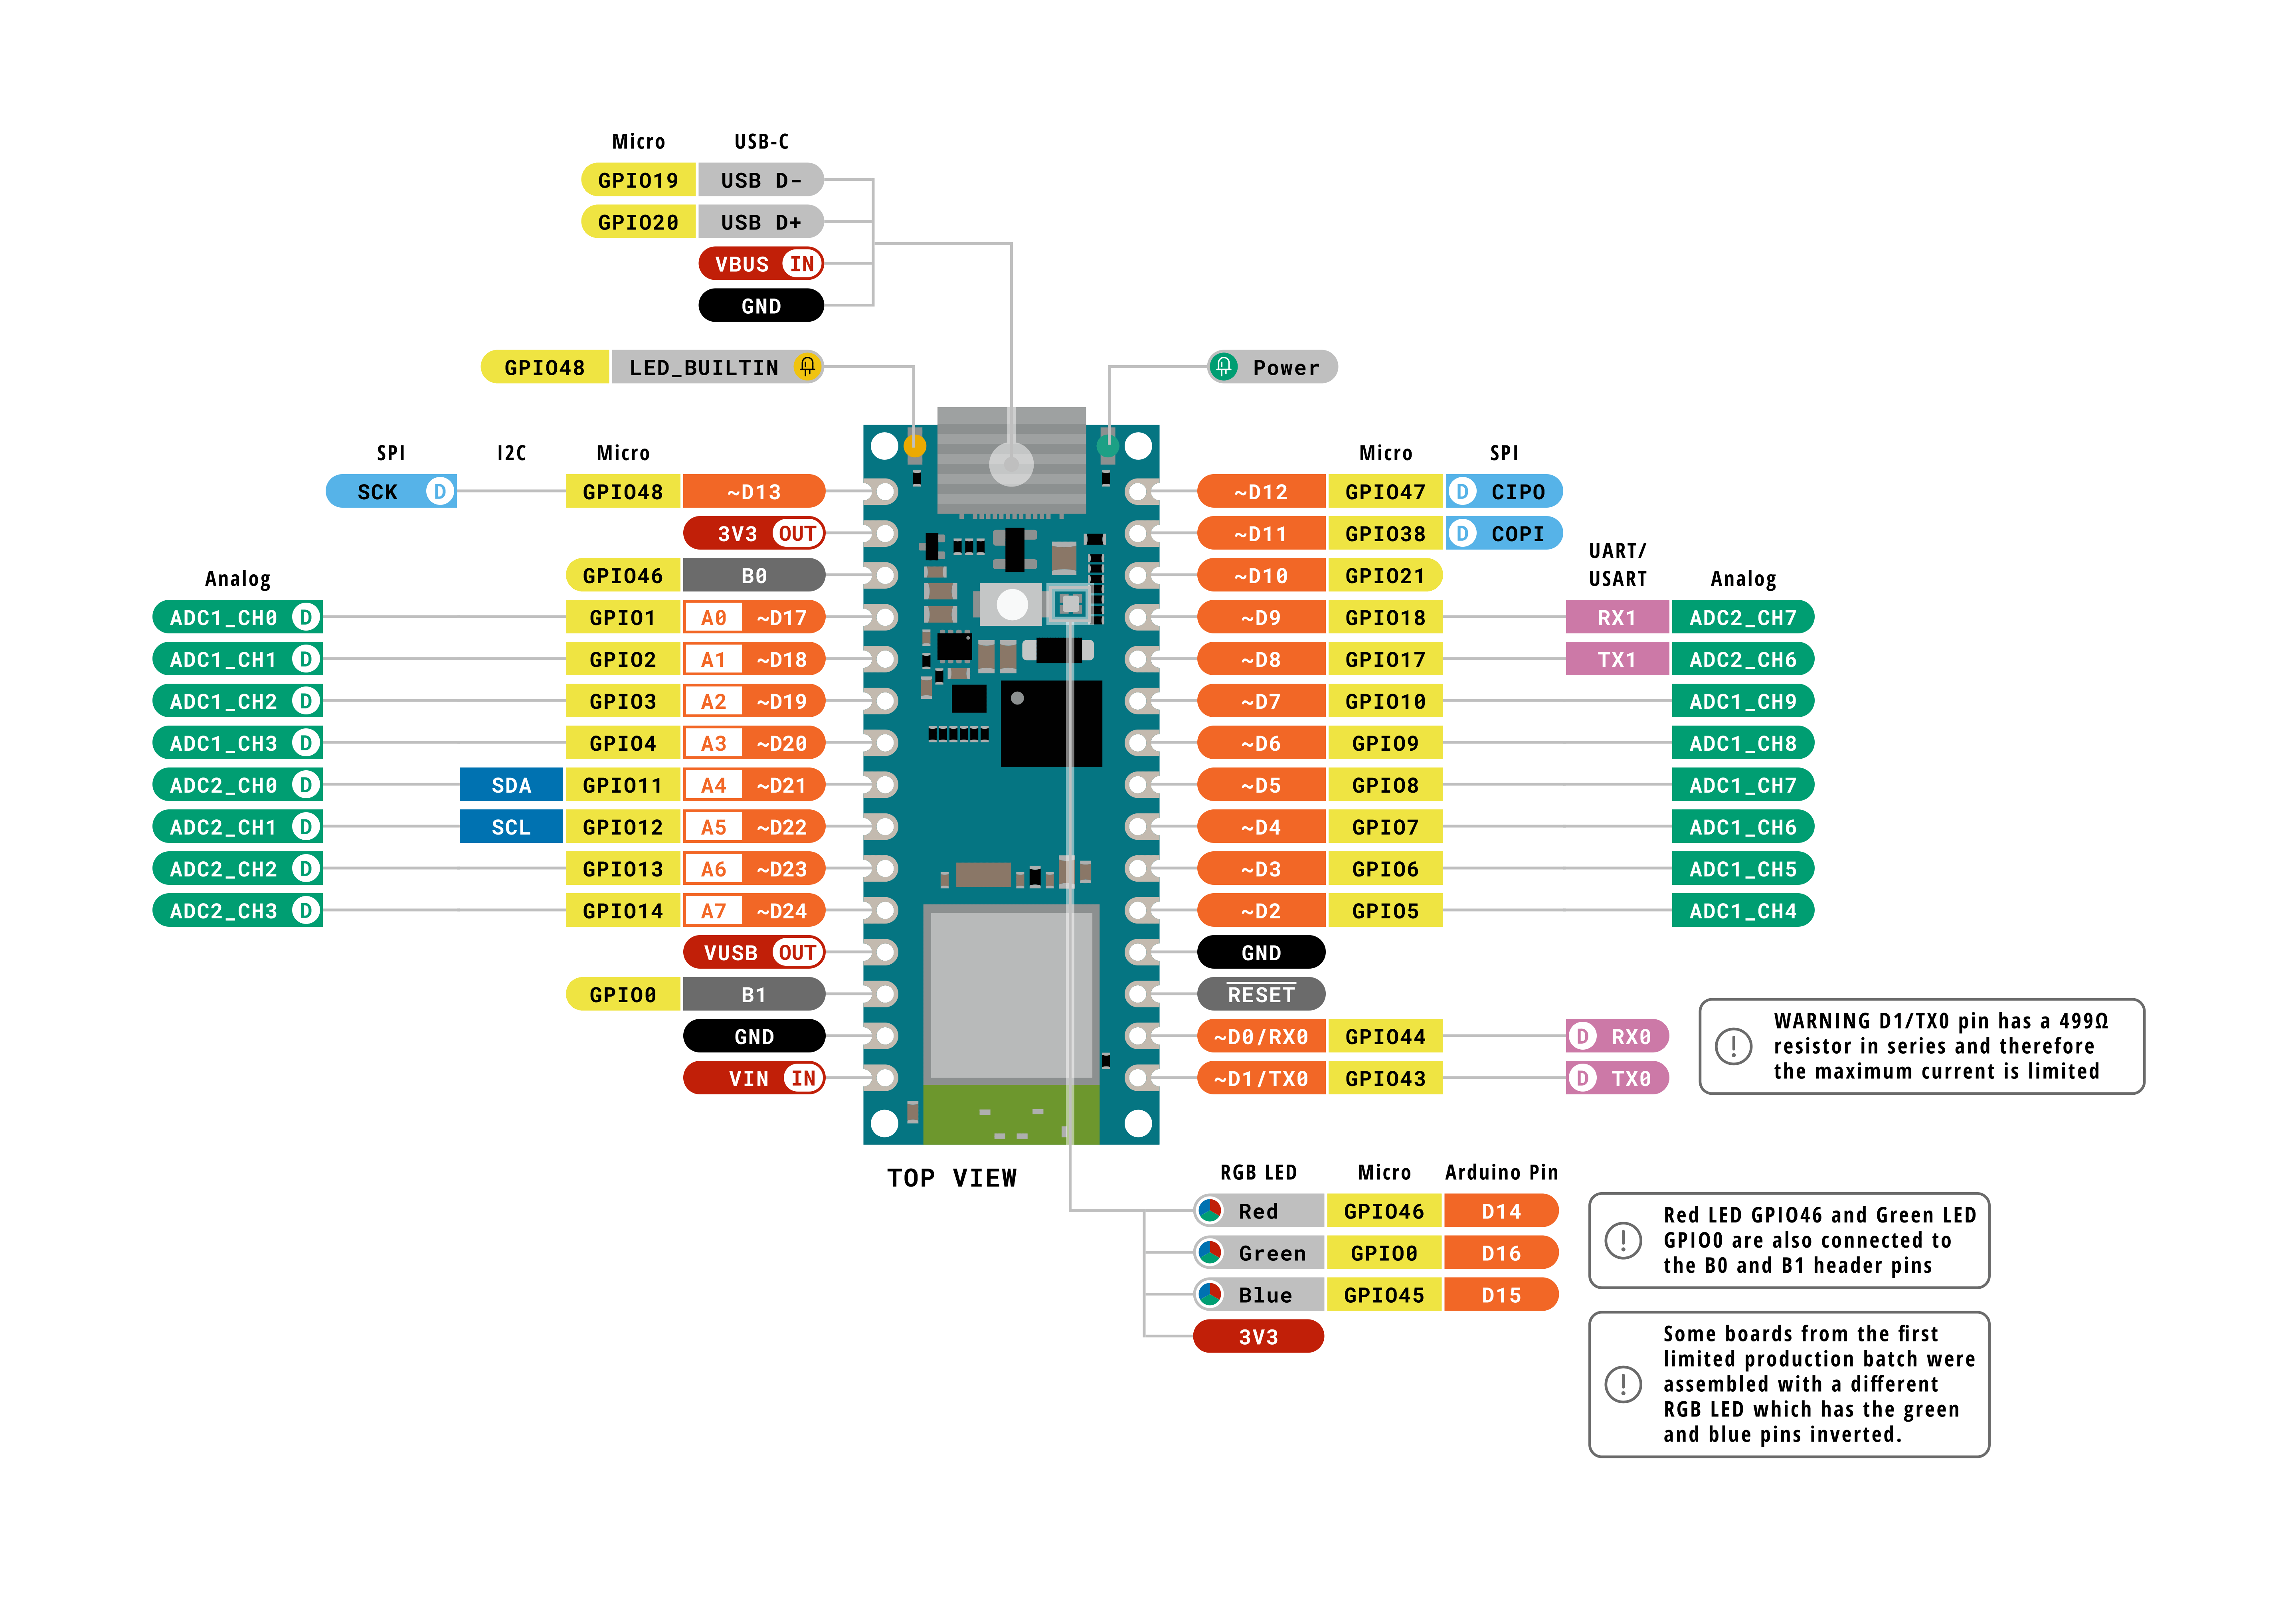 Micro USB-C
GPIO19 USB D-
GPIO20 USB D+
VBUS IN
GND
GPIO48 LED_BUILTIN
Power
SPI I2C Micro
Micro SPI
SCK D GPIO48 ~D13
~D12 GPIO47 D CIPO
3V3 OUT
~D11 GPIO38 D COPI
UART/
USART Analog
Analog
GPIO46 B0
~D10 GPIO21
ADC1_CH0 D GPIO1 A0 ~D17
~D9 GPIO18 RX1 ADC2_CH7
ADC1_CH1 D GPIO2 A1 ~D18
~D8 GPIO17 TX1 ADC2_CH6
ADC1_CH2 D GPIO3 A2 ~D19
~D7 GPIO10 ADC1_CH9
ADC1_CH3 D GPIO4 A3 ~D20
~D6 GPIO9 ADC1_CH8
ADC2_CH0 D SDA GPIO11 A4 ~D21
~D5 GPIO8 ADC1_CH7
ADC2_CH1 D SCL GPIO12 A5 ~D22
~D4 GPIO7 ADC1_CH6
ADC2_CH2 D GPIO13 A6 ~D23
~D3 GPIO6 ADC1_CH5
ADC2_CH3 D GPIO14 A7 ~D24
~D2 GPIO5 ADC1_CH4
VUSB OUT
GND
GPIO0 B1
RESET
GND
~D0/RX0 GPIO44 D RX0
VIN IN
~D1/TX0 GPIO43 D TX0
WARNING D1/TX0 pin has a 499Ω
resistor in series and therefore
the maximum current is limited
TOP VIEW
RGB LED Micro Arduino Pin
Red GPIO46 D14
Green GPIO0 D16
Blue GPIO45 D15
3V3
Red LED GPIO46 and Green LED
GPIO0 are also connected to
the B0 and B1 header pins
Some boards from the first
limited production batch were
assembled with a different
RGB LED which has the green
and blue pins inverted.